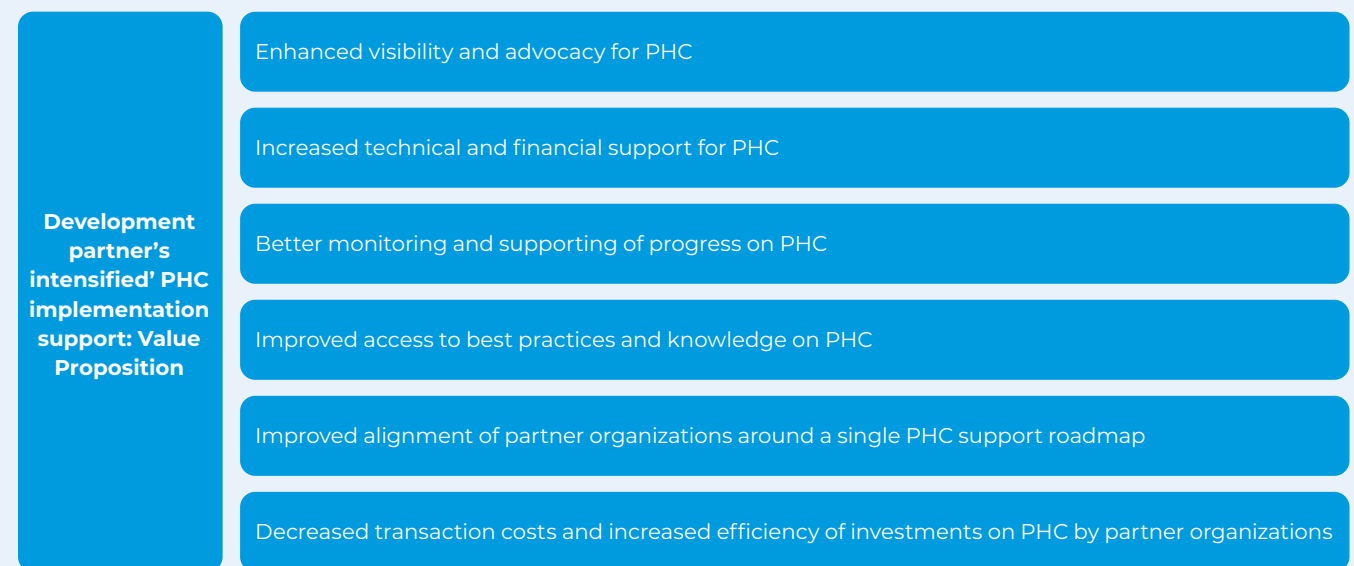 Development
partner’s
intensified’ PHC
implementation
support: Value
Proposition
Enhanced visibility and advocacy for PHC
Increased technical and financial support for PHC
Better monitoring and supporting of progress on PHC
Improved access to best practices and knowledge on PHC
Improved alignment of partner organizations around a single PHC support roadmap
Decreased transaction costs and increased efficiency of investments on PHC by partner organizations